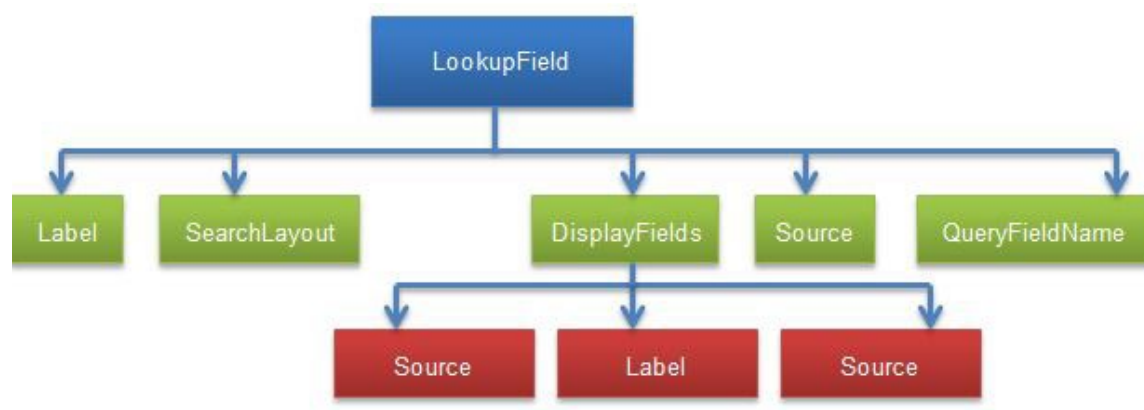 LookupField
Label
SearchLayout
DisplayFields
Source
QueryFieldName
Source
Label
Source